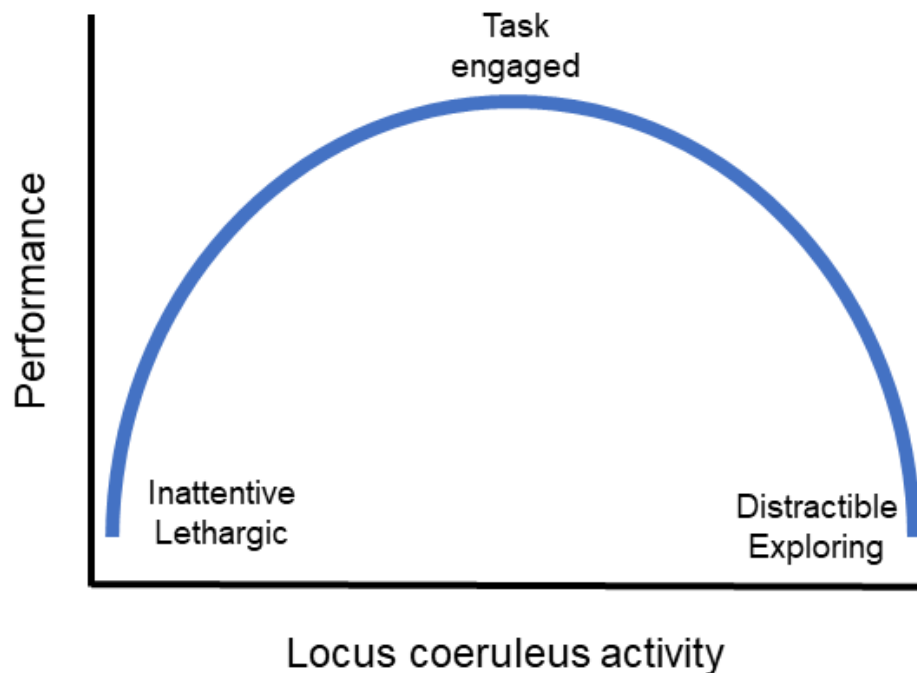 Task
engaged
Performance
Inattentive
Lethargic
Distractible
Exploring
Locus coeruleus activity